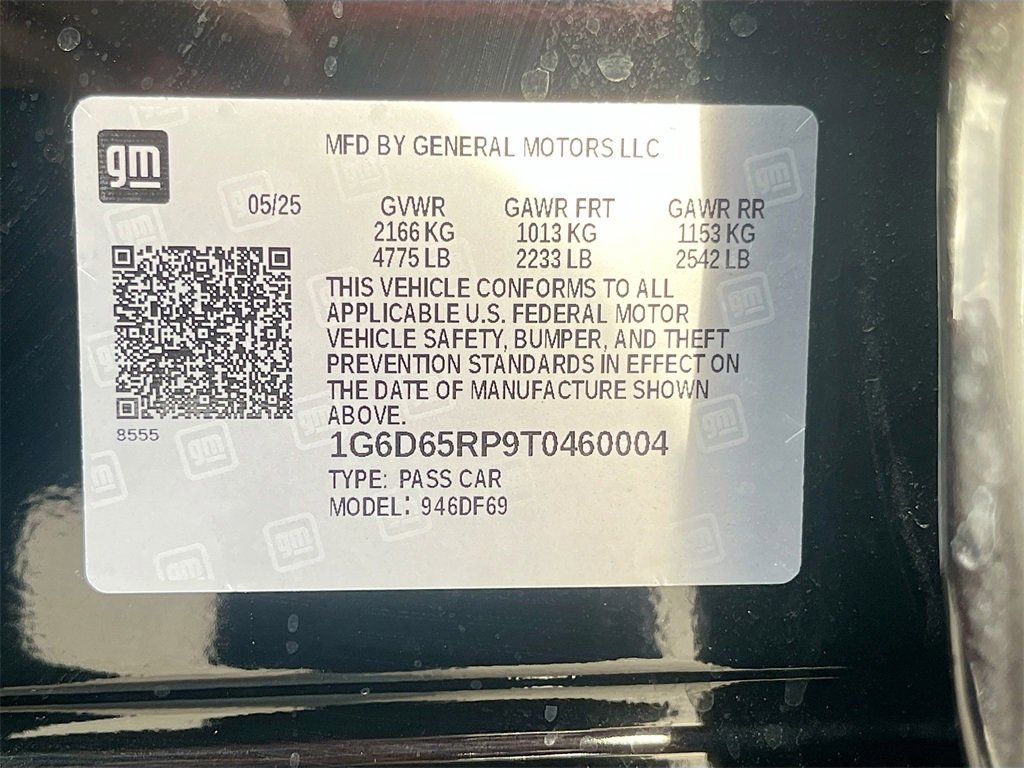 gm
MFD BY GENERAL MOTORS LLC
05/25 GVWR GAWR FRT GAWR RR
2166 KG 1013 KG 1153 KG
4775 LB 2233 LB 2542 LB
THIS VEHICLE CONFORMS TO ALL
APPLICABLE U.S. FEDERAL MOTOR
VEHICLE SAFETY, BUMPER, AND THEFT
PREVENTION STANDARDS IN EFFECT ON
THE DATE OF MANUFACTURE SHOWN
ABOVE.
8555
1G6D65RP9T0460004
TYPE: PASS CAR
MODEL: 946DF69